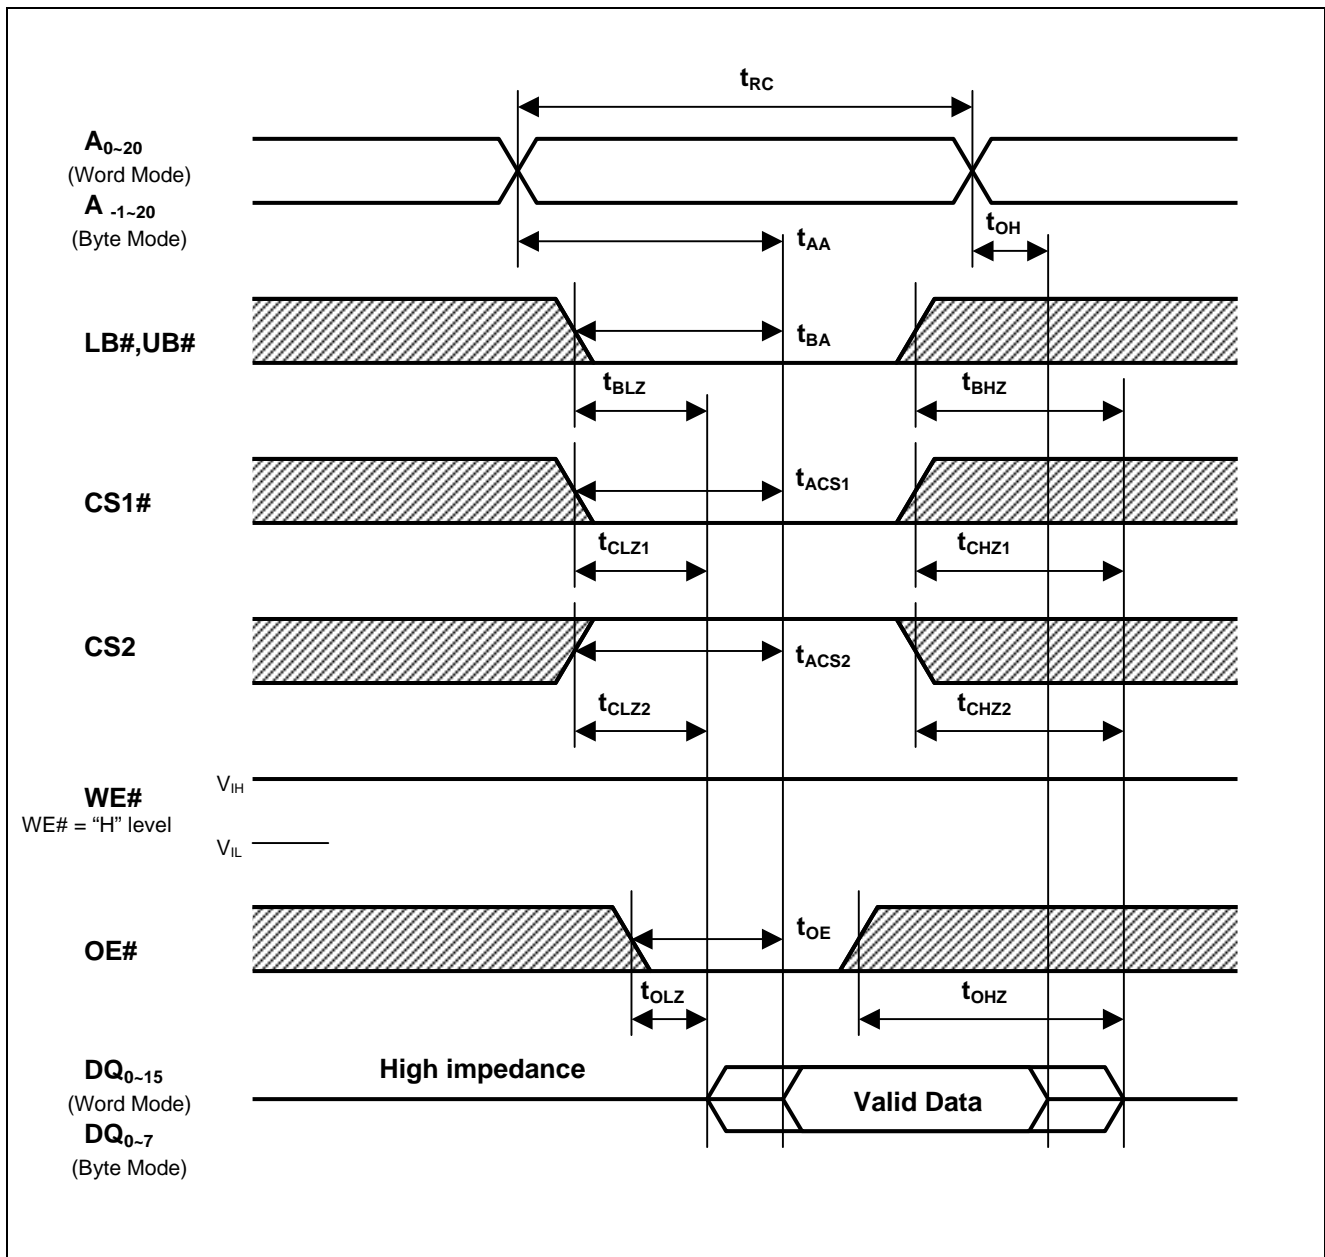 tRC
A0~20
(Word Mode)
A -1~20
(Byte Mode)
tOH
tAA
LB#,UB#
tBA
tBLZ
tBHZ
CS1#
tACS1
tCLZ1
tCHZ1
CS2
tACS2
tCLZ2
tCHZ2
VIH
WE#
WE# = “H” level
VIL
OE#
tOE
tOLZ
tOHZ
DQ0~15
High impedance
(Word Mode)
Valid Data
DQ0~7
(Byte Mode)